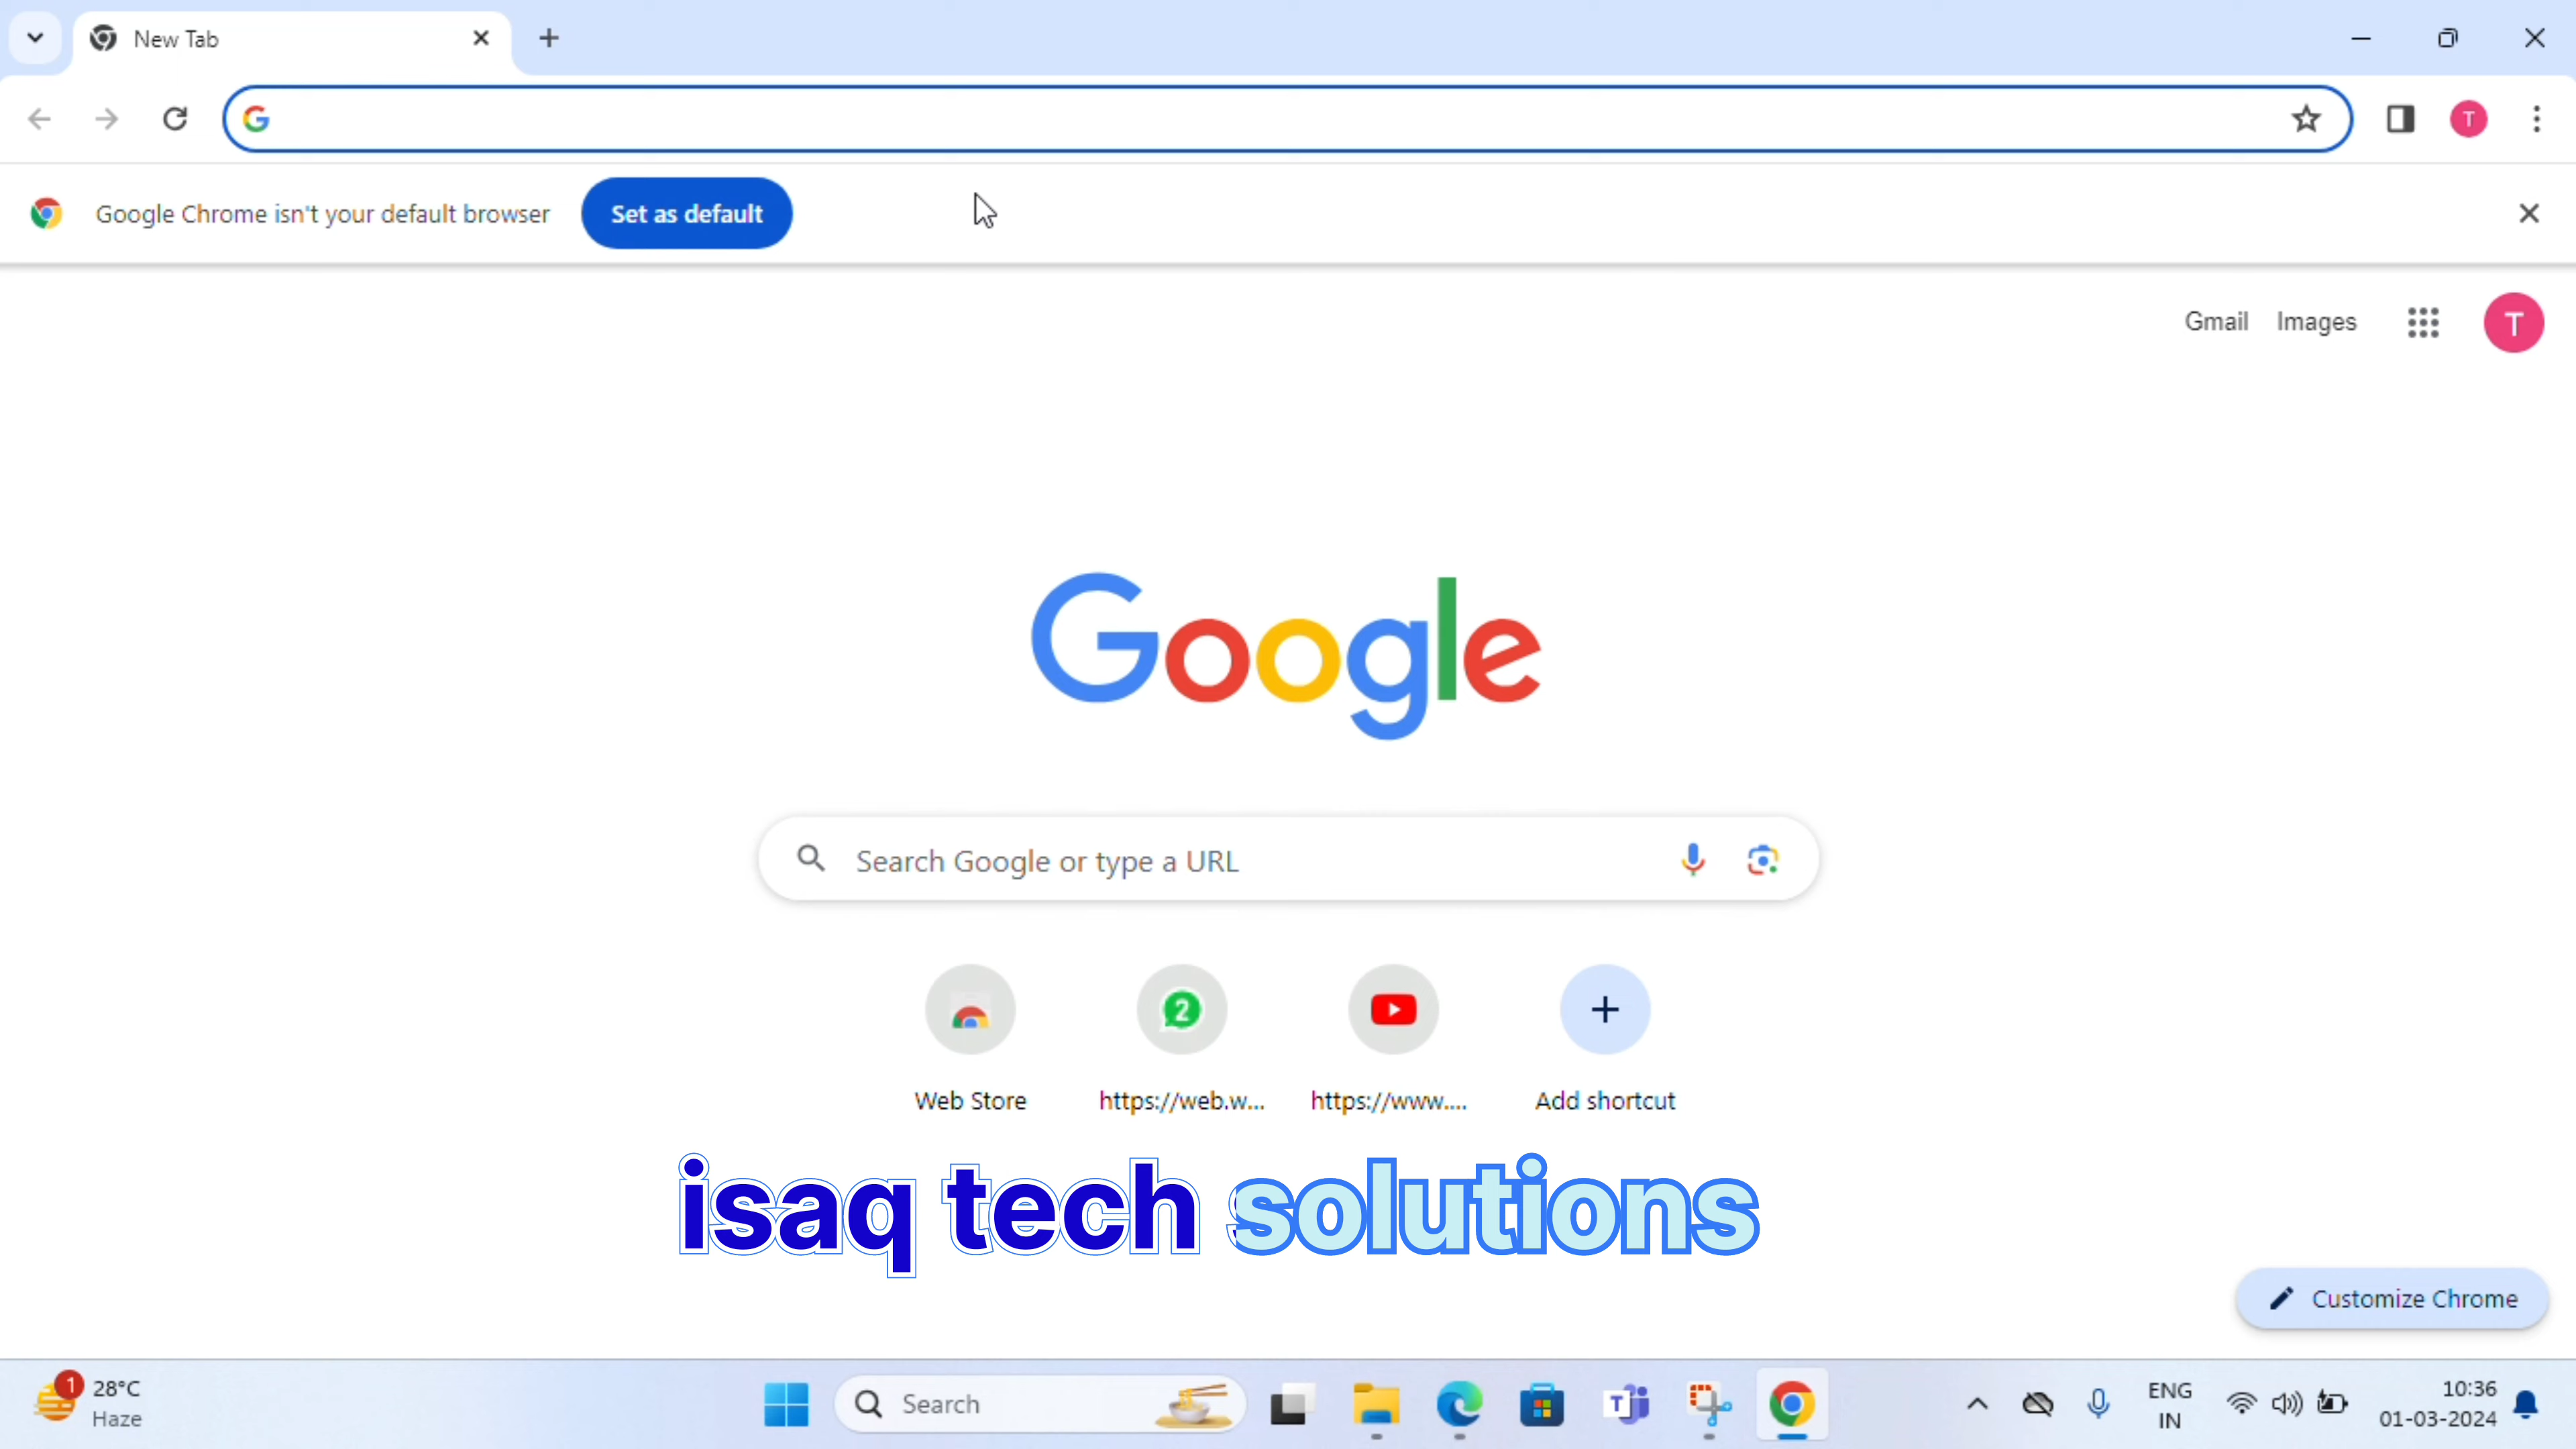 New Tab
Google Chrome isn't your default browser
Set as default
T
Gmail Images
T
Google
Search Google or type a URL
2
Web Store
https://web.w...
https://www....
Add shortcut
isaq tech solutions
Customize Chrome
1
28°C
Haze
Search
T
ENG
IN
10:36
01-03-2024